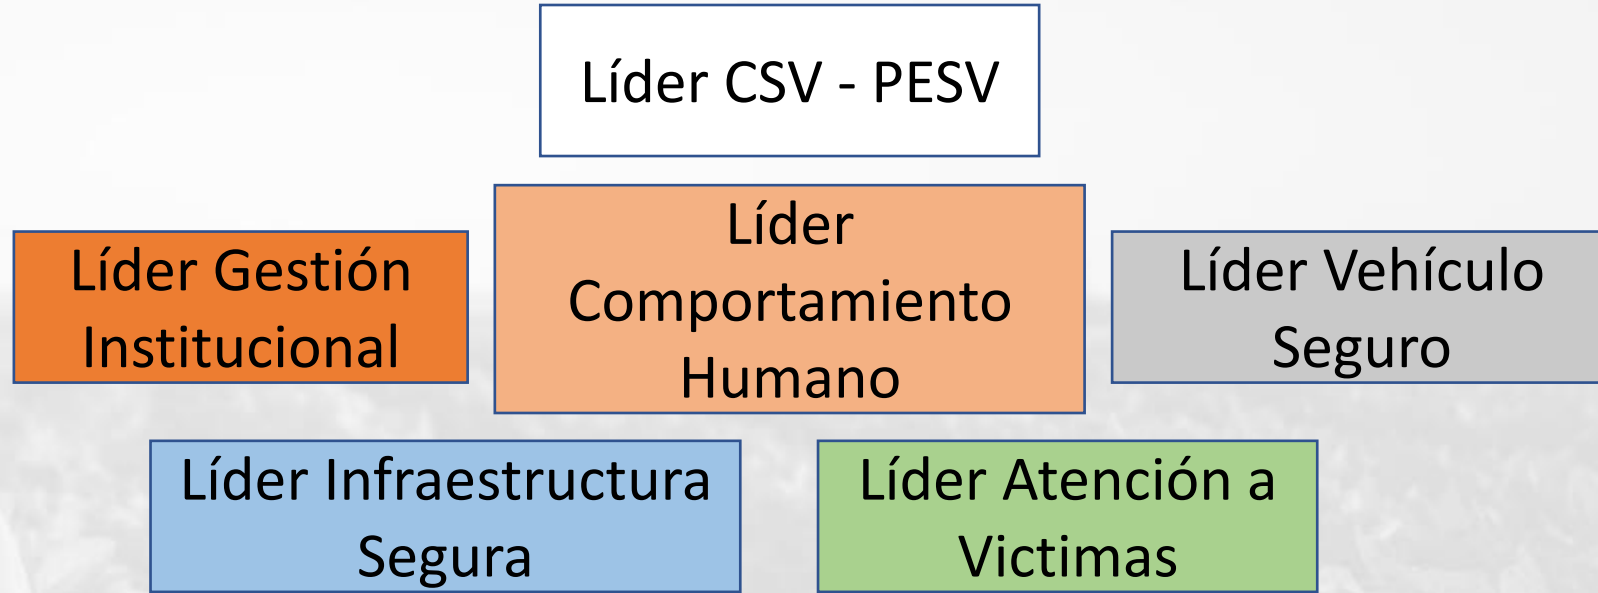 Líder CSV - PESV
Líder
Comportamiento
Humano
Líder Gestión
Institucional
Líder Vehículo
Seguro
Líder Infraestructura
Segura
Líder Atención a
Victimas